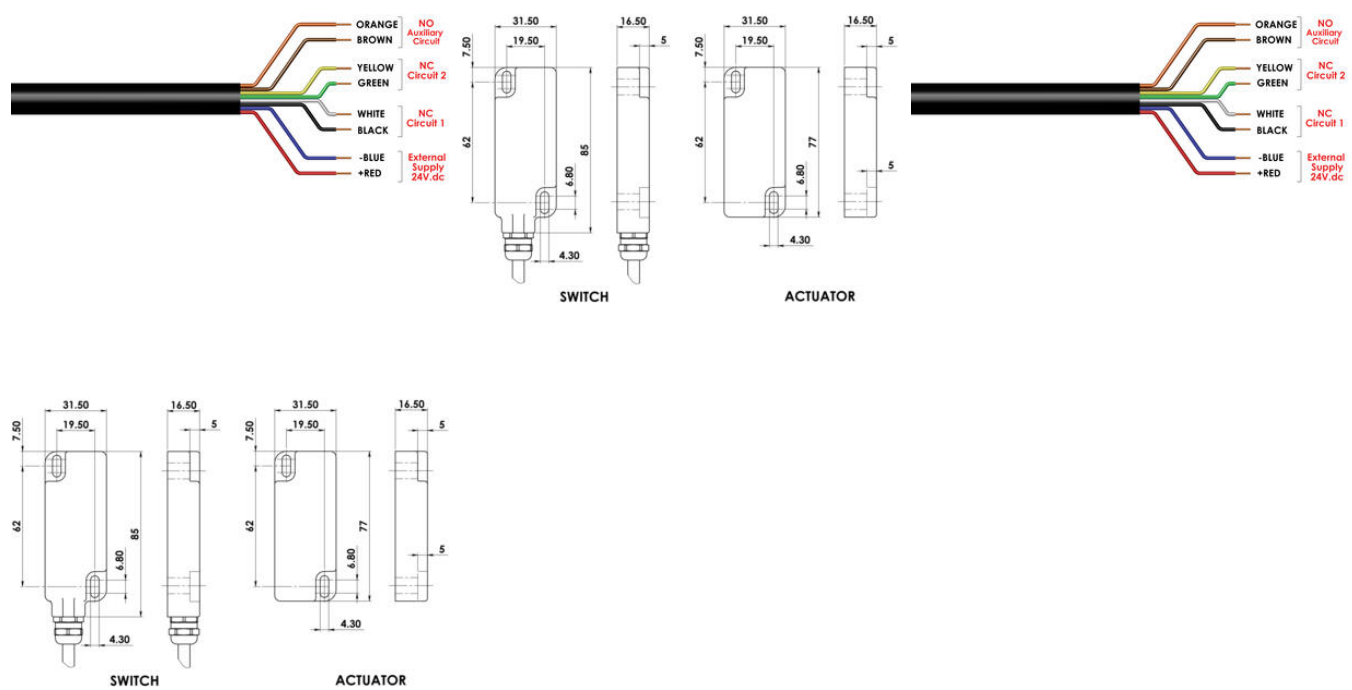 ORANGE NO
Auxiliary
BROWN Circuit
YELLOW NC
Circuit 2
GREEN
WHITE NC
Circuit 1
BLACK
-BLUE External
Supply
+RED 24V.dc
31.50 16.50
19.50 5
7.50
62
85
6.80
4.30
SWITCH
31.50 16.50
19.50 5
7.50
62
77
6.80
5
4.30
ACTUATOR
ORANGE NO
Auxiliary
BROWN Circuit
YELLOW NC
Circuit 2
GREEN
WHITE NC
Circuit 1
BLACK
-BLUE External
Supply
+RED 24V.dc
31.50 16.50
19.50 5
7.50
62
85
6.80
4.30
SWITCH
31.50 16.50
19.50 5
7.50
62
77
6.80
5
4.30
ACTUATOR